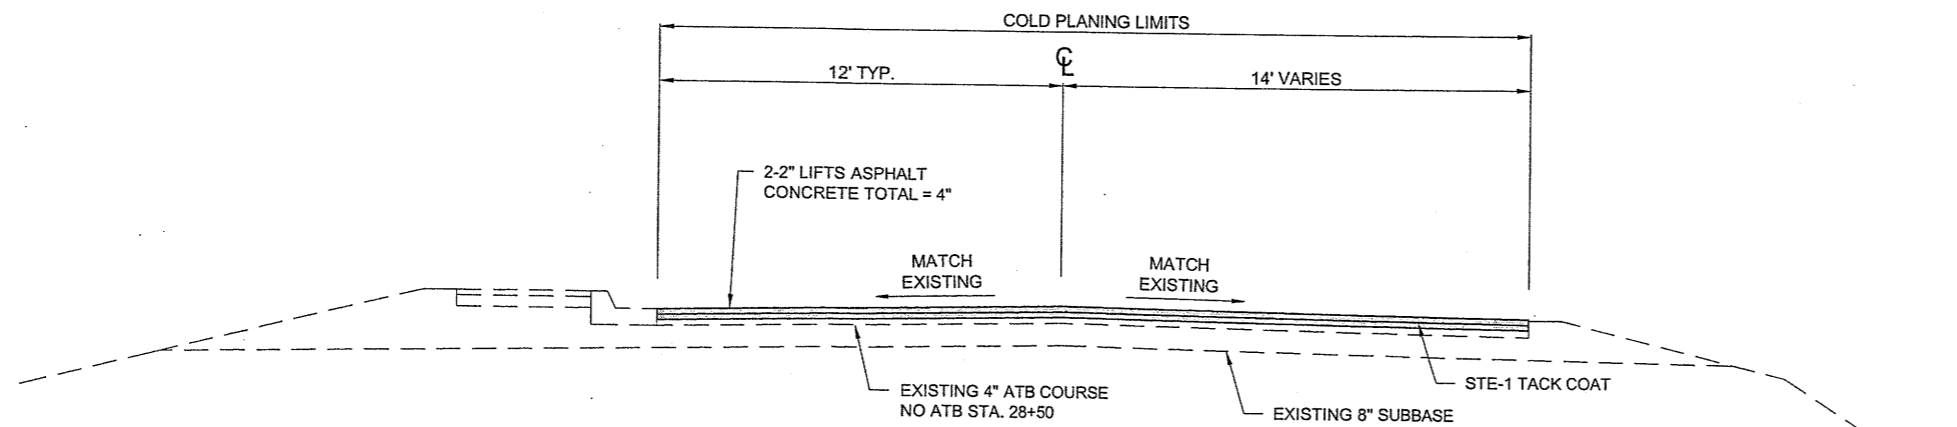 COLD PLANING LIMITS
℄
12' TYP.
14' VARIES
2-2" LIFTS ASPHALT
CONCRETE TOTAL = 4"
MATCH
EXISTING
MATCH
EXISTING
EXISTING 4" ATB COURSE
NO ATB STA. 28+50
STE-1 TACK COAT
EXISTING 8" SUBBASE